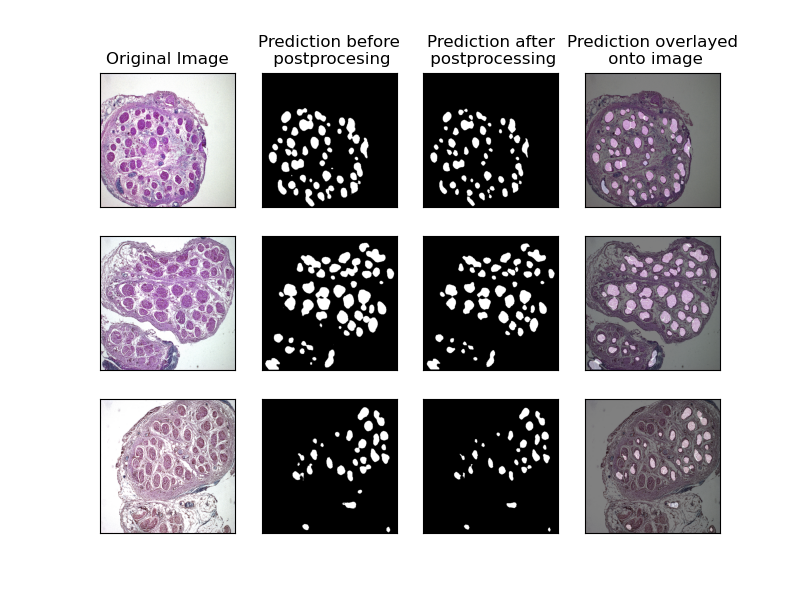 Original Image
Prediction before
postprocesing
Prediction after
postprocessing
Prediction overlayed
onto image